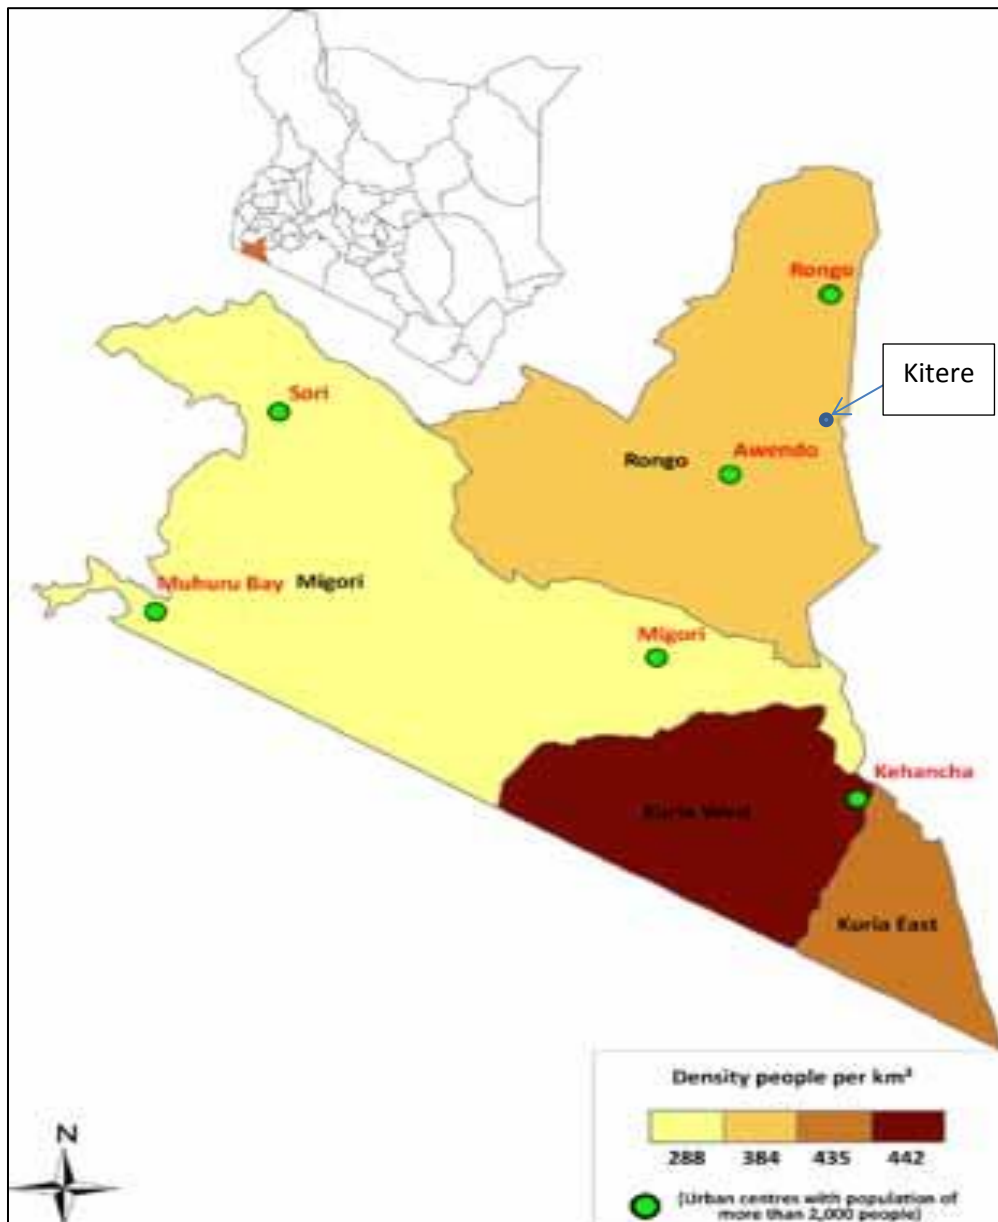 Rongo
Kitere
Sori
Awendo
Rongo
Muhuru Bay
Migori
Migori
Kehancha
Kuria West
Kuria East
Density people per km²
288 384 435 442
N
(Urban centres with population of
more than 2,000 people)